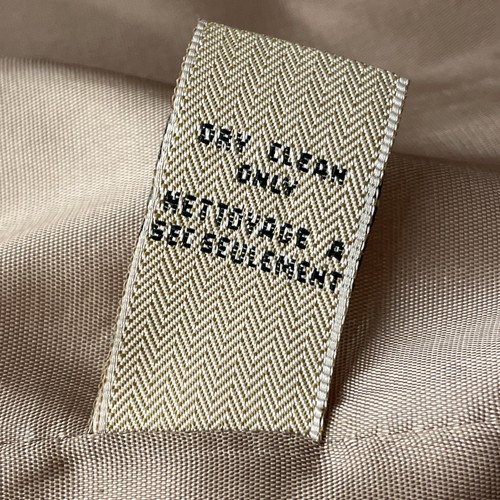 DRY CLEAN
ONLY
NETTOYAGE A
SEC SEULEMENT